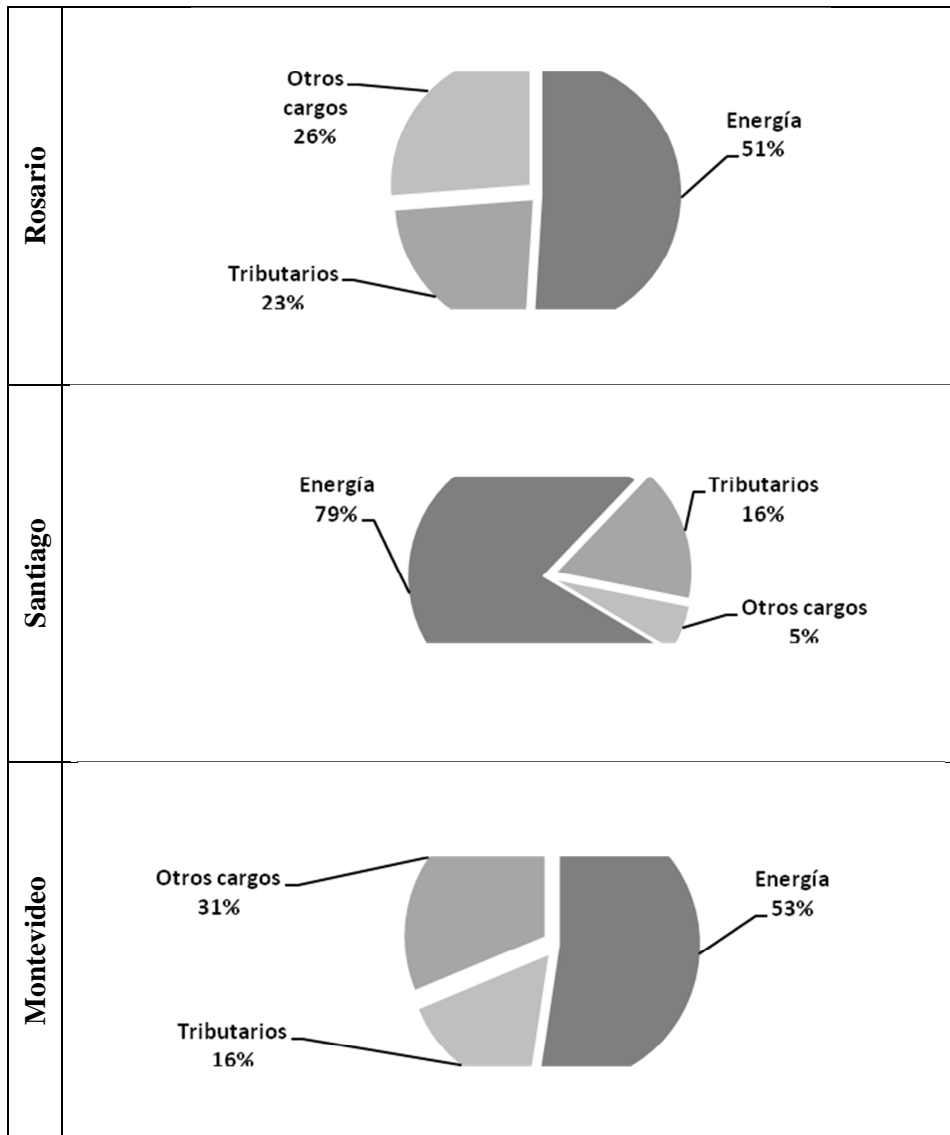 Rosario
Otros
cargos
26%
Energía
51%
Tributarios
23%
Santiago
Energía
79%
Tributarios
16%
Otros cargos
5%
Montevideo
Otros cargos
31%
Energía
53%
Tributarios
16%